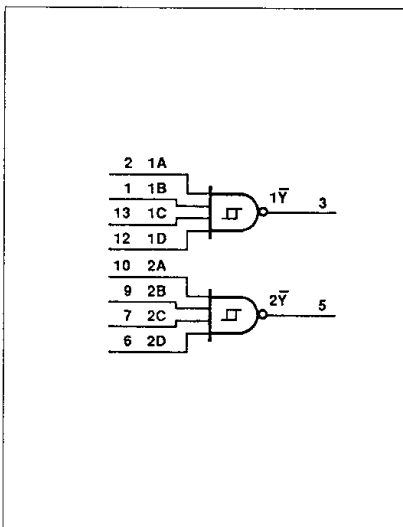 2 1A
1 1B
13 1C
12 1D
1Y̅ 3
10 2A
9 2B
7 2C
6 2D
2Y̅ 5